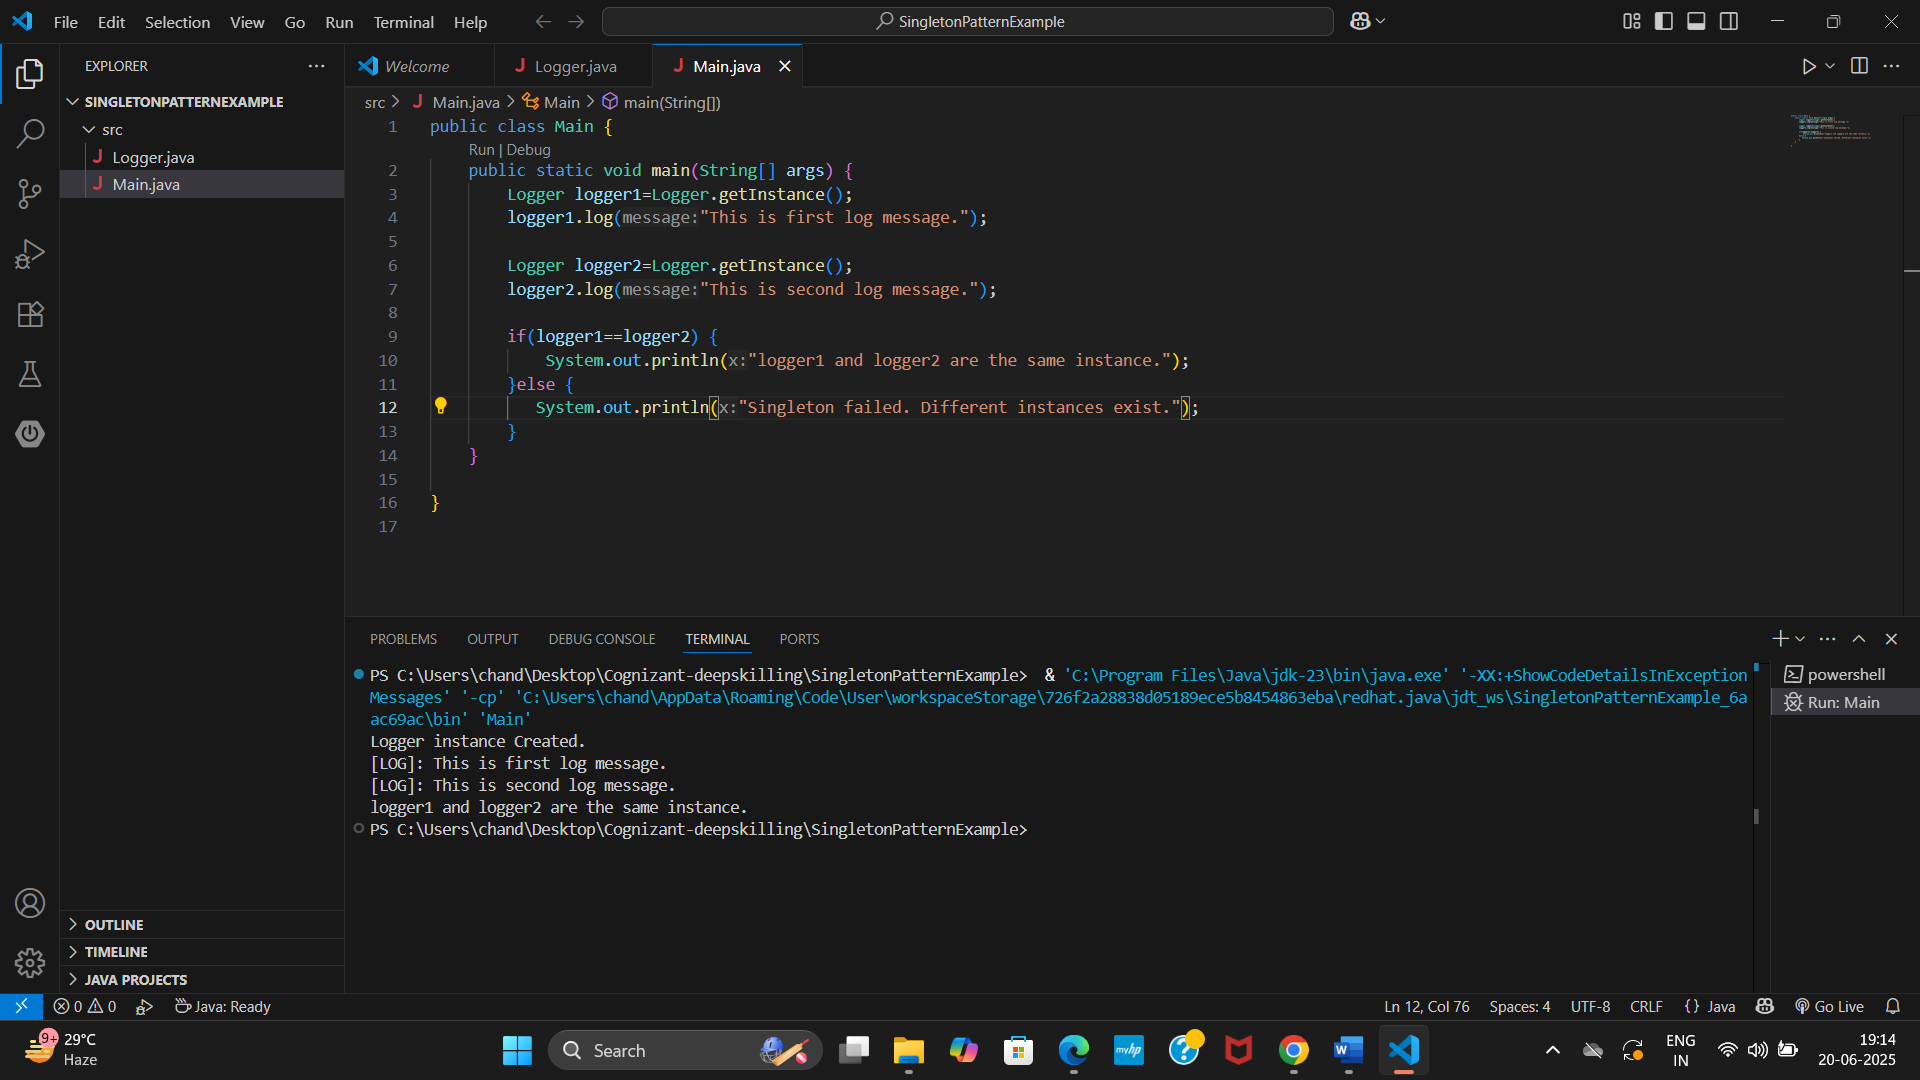 File Edit Selection View Go Run Terminal Help
SingletonPatternExample
EXPLORER
Welcome
Logger.java
Main.java
SINGLETONPATTERNEXAMPLE
src
Logger.java
Main.java
src > Main.java > Main > main(String[])
1 public class Main {
Run | Debug
2 public static void main(String[] args) {
3 Logger logger1=Logger.getInstance();
4 logger1.log(message:"This is first log message.");
5
6 Logger logger2=Logger.getInstance();
7 logger2.log(message:"This is second log message.");
8
9 if(logger1==logger2) {
10 System.out.println(x:"logger1 and logger2 are the same instance.");
11 }else {
12 System.out.println(x:"Singleton failed. Different instances exist.");
13 }
14 }
15
16 }
17
PROBLEMS OUTPUT DEBUG CONSOLE TERMINAL PORTS
PS C:\Users\chand\Desktop\Cognizant-deepskilling\SingletonPatternExample> & 'C:\Program Files\Java\jdk-23\bin\java.exe' '-XX:+ShowCodeDetailsInException
Messages' '-cp' 'C:\Users\chand\AppData\Roaming\Code\User\workspaceStorage\726f2a28838d05189ece5b8454863eba\redhat.java\jdt_ws\SingletonPatternExample_6a
ac69ac\bin' 'Main'
Logger instance Created.
[LOG]: This is first log message.
[LOG]: This is second log message.
logger1 and logger2 are the same instance.
PS C:\Users\chand\Desktop\Cognizant-deepskilling\SingletonPatternExample>
powershell
Run: Main
OUTLINE
TIMELINE
JAVA PROJECTS
0 0 Java: Ready
Ln 12, Col 76 Spaces: 4 UTF-8 CRLF {} Java Go Live
9+ 29°C
Haze
Search
myhp
ENG
IN
19:14
20-06-2025